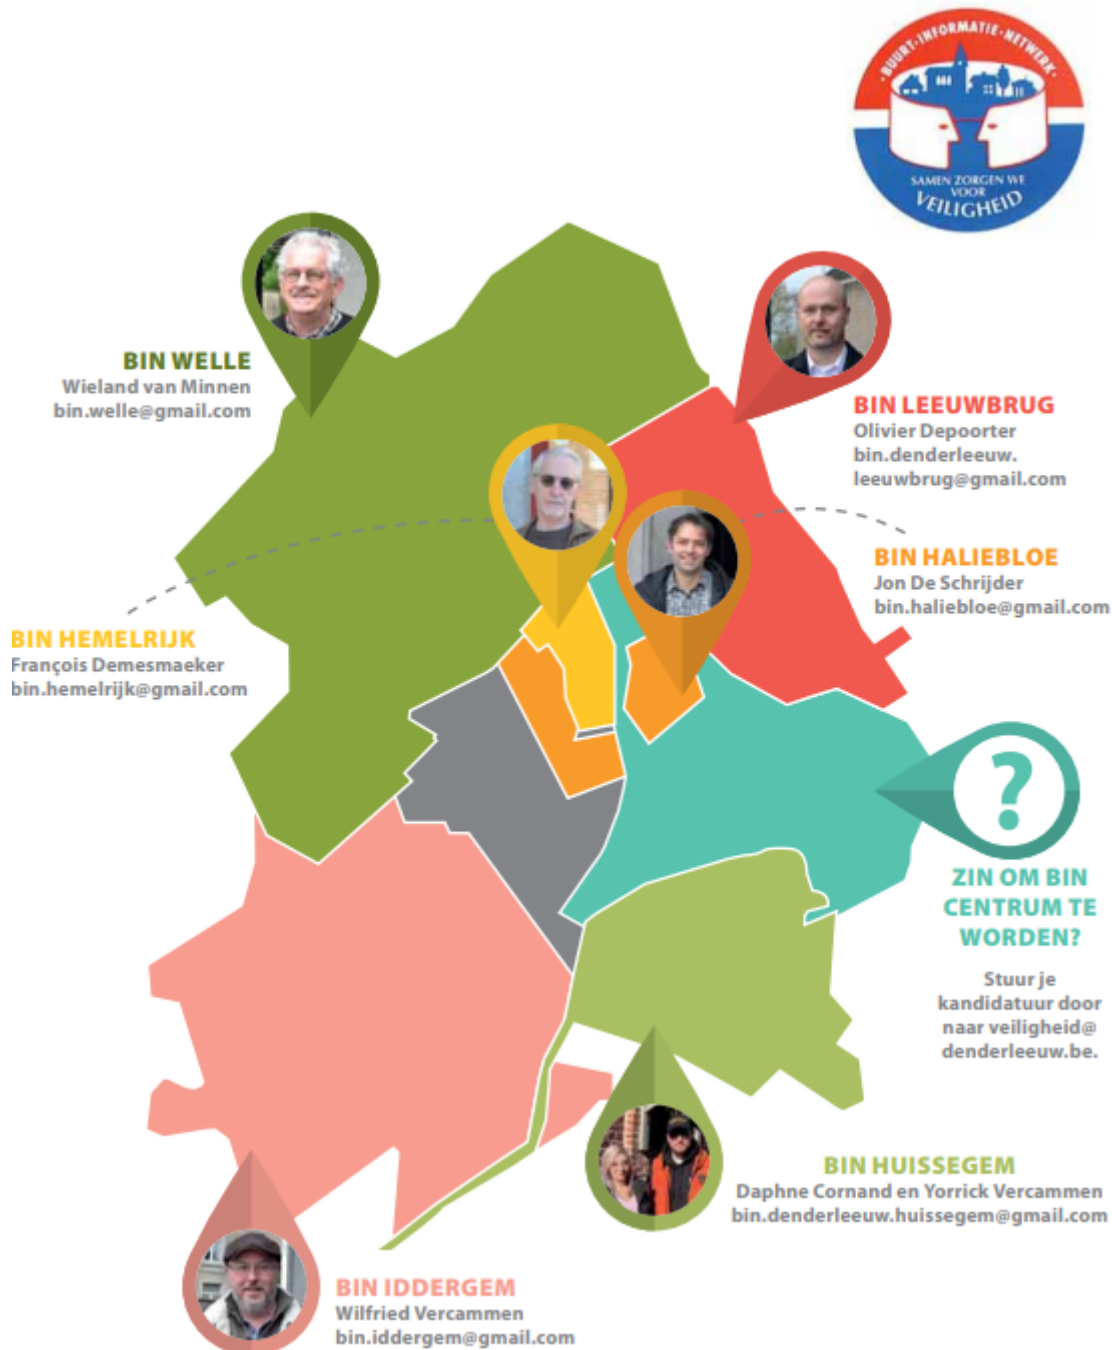 ·BUURT·INFORMATIE·NETWERK·
SAMEN ZORGEN WE
VOOR
VEILIGHEID
BIN WELLE
Wieland van Minnen
bin.welle@gmail.com
BIN LEEUWBRUG
Olivier Depoorter
bin.denderleeuw.
leeuwbrug@gmail.com
BIN HALIEBLOE
Jon De Schrijder
bin.haliebloe@gmail.com
BIN HEMELRIJK
François Demesmaeker
bin.hemelrijk@gmail.com
?
ZIN OM BIN
CENTRUM TE
WORDEN?
Stuur je
kandidatuur door
naar veiligheid@
denderleeuw.be.
BIN HUISSEGEM
Daphne Cornand en Yorrick Vercammen
bin.denderleeuw.huissegem@gmail.com
BIN IDDERGEM
Wilfried Vercammen
bin.iddergem@gmail.com